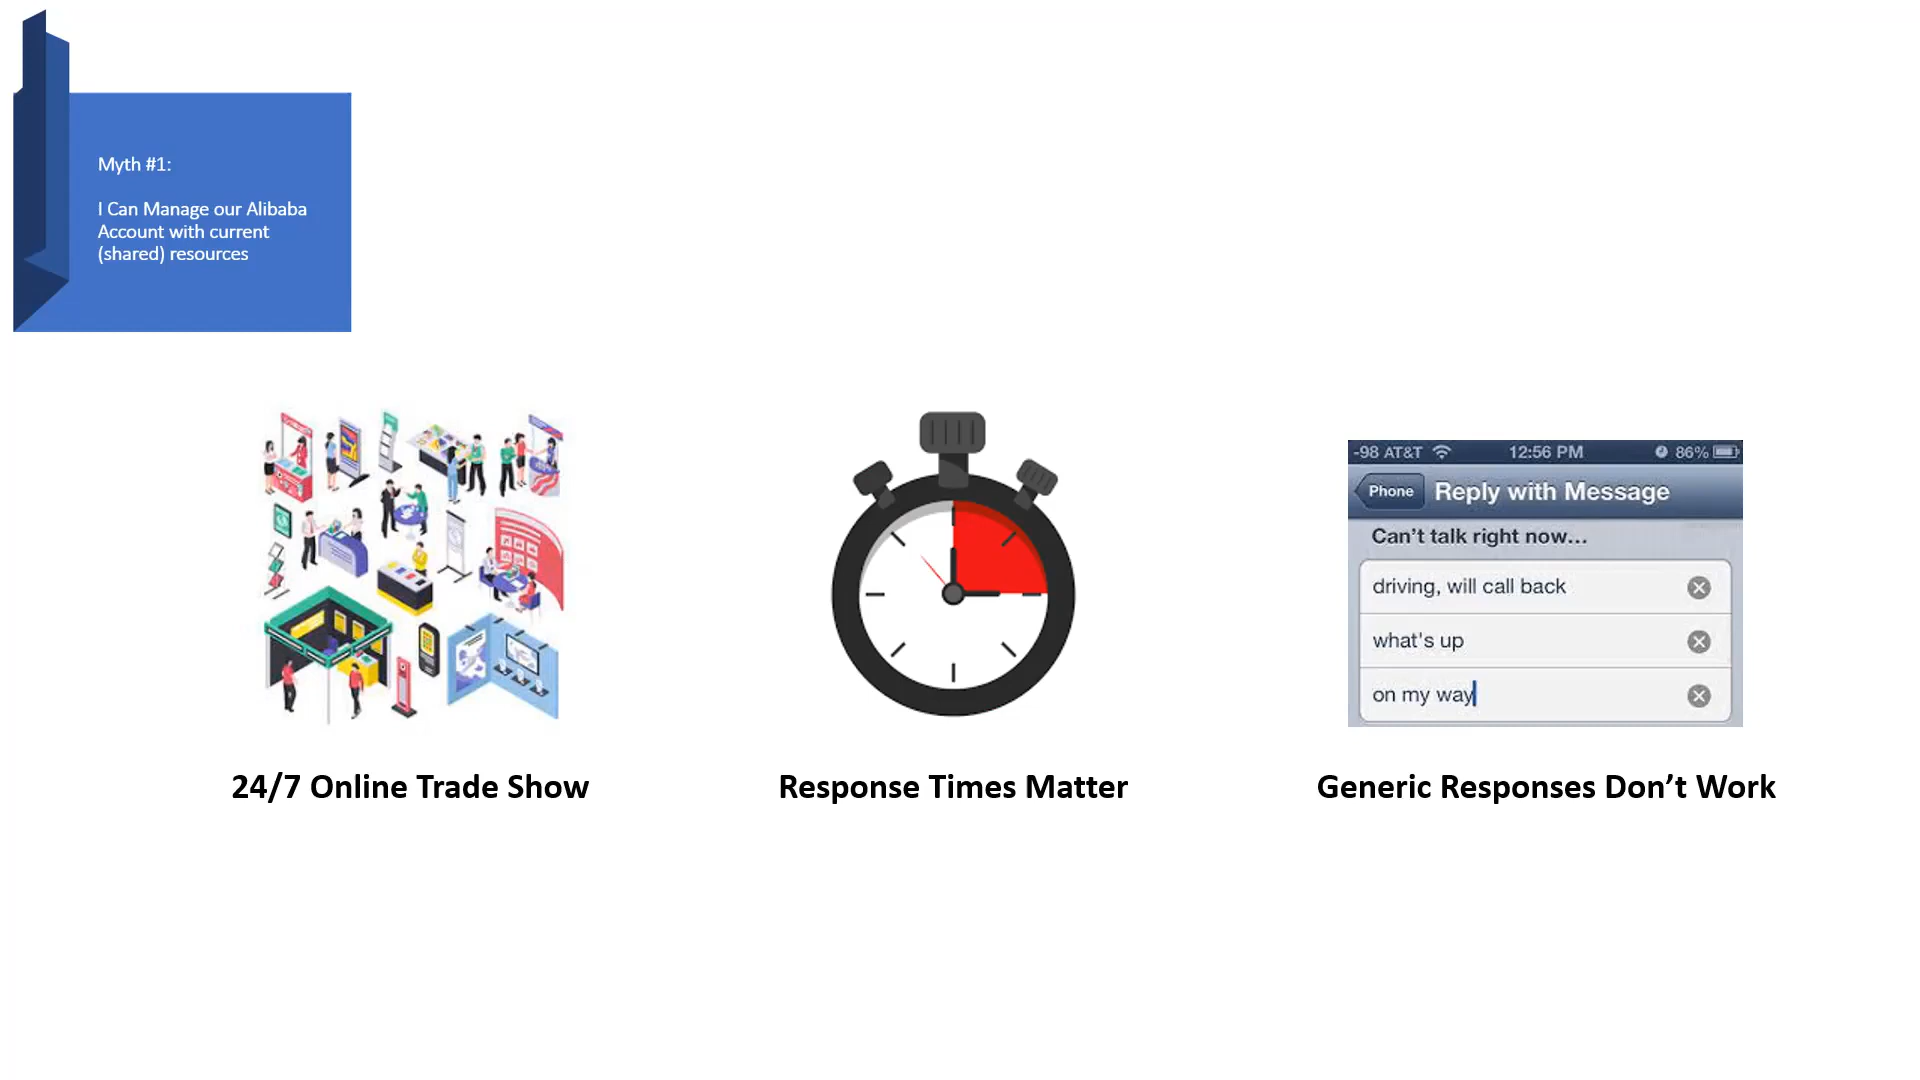 Myth #1:
I Can Manage our Alibaba
Account with current
(shared) resources
-98 AT&T 12:56 PM 86%
Phone Reply with Message
Can't talk right now...
driving, will call back
what's up
on my way
24/7 Online Trade Show
Response Times Matter
Generic Responses Don’t Work